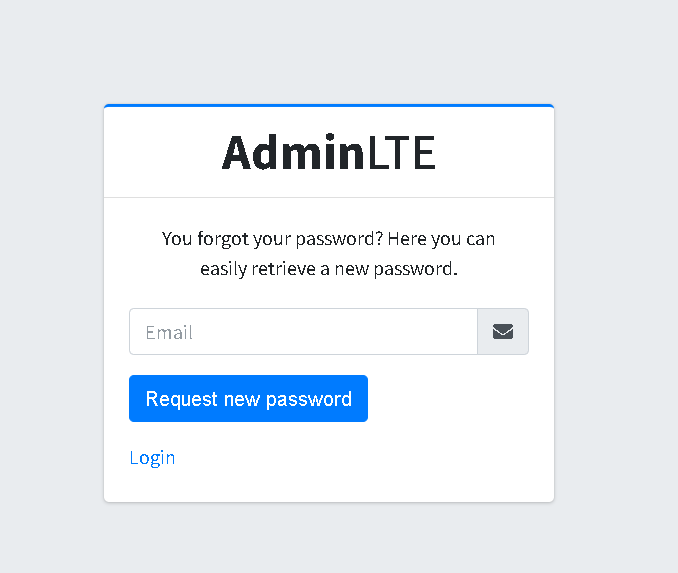 AdminLTE
You forgot your password? Here you can
easily retrieve a new password.
Email
Request new password
Login